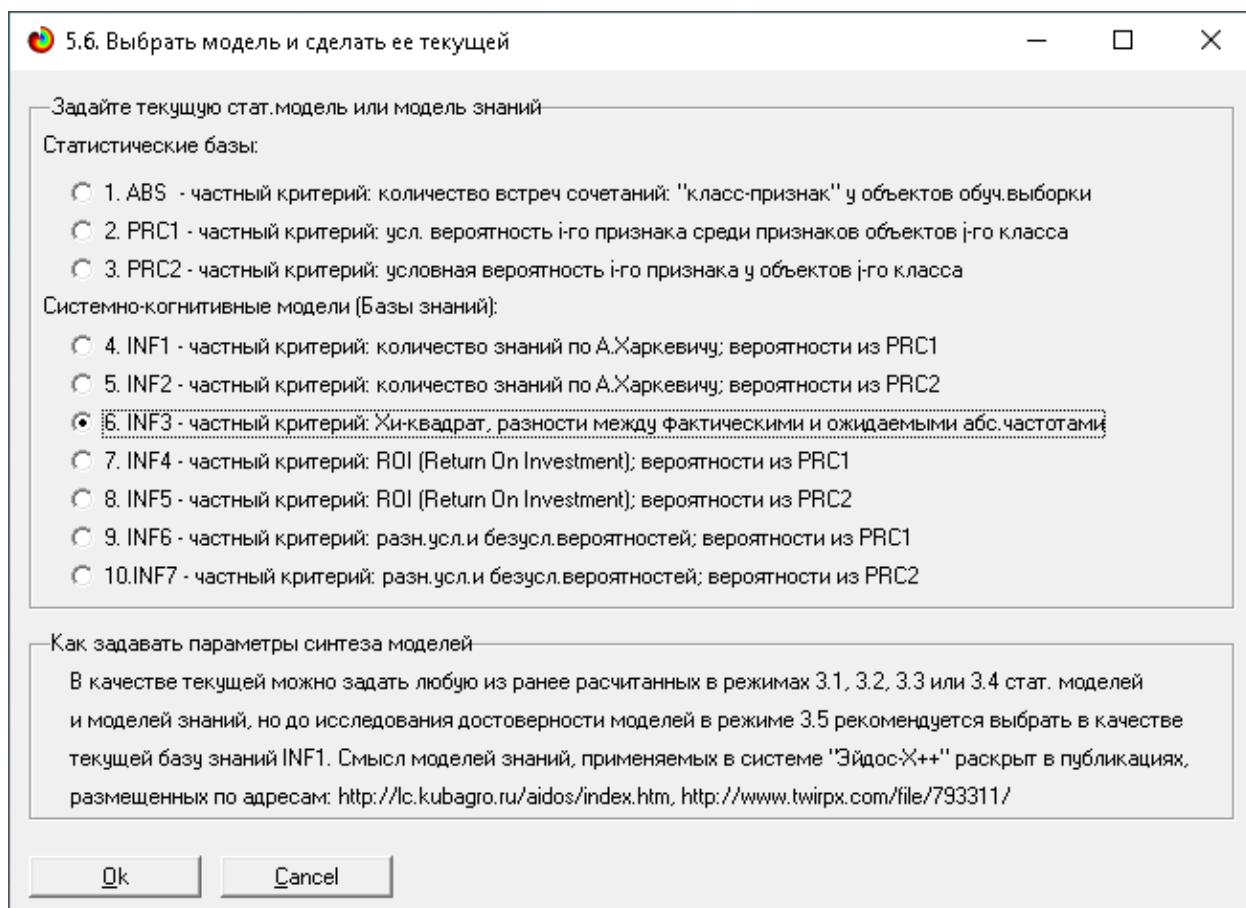 5.6. Выбрать модель и сделать ее текущей
Задайте текущую стат.модель или модель знаний
Статистические базы:
1. ABS - частный критерий: количество встреч сочетаний: "класс-признак" у объектов обуч.выборки
2. PRC1 - частный критерий: усл. вероятность i-го признака среди признаков объектов j-го класса
3. PRC2 - частный критерий: условная вероятность i-го признака у объектов j-го класса
Системно-когнитивные модели (Базы знаний):
4. INF1 - частный критерий: количество знаний по А.Харкевичу; вероятности из PRC1
5. INF2 - частный критерий: количество знаний по А.Харкевичу; вероятности из PRC2
6. INF3 - частный критерий: Хи-квадрат, разности между фактическими и ожидаемыми абс.частотами
7. INF4 - частный критерий: ROI (Return On Investment); вероятности из PRC1
8. INF5 - частный критерий: ROI (Return On Investment); вероятности из PRC2
9. INF6 - частный критерий: разн.усл.и безусл.вероятностей; вероятности из PRC1
10.INF7 - частный критерий: разн.усл.и безусл.вероятностей; вероятности из PRC2
Как задавать параметры синтеза моделей
В качестве текущей можно задать любую из ранее расчитанных в режимах 3.1, 3.2, 3.3 или 3.4 стат. моделей
и моделей знаний, но до исследования достоверности моделей в режиме 3.5 рекомендуется выбрать в качестве
текущей базу знаний INF1. Смысл моделей знаний, применяемых в системе "Эйдос-Х++" раскрыт в публикациях,
размещенных по адресам: http://lc.kubagro.ru/aidos/index.htm, http://www.twirpx.com/file/793311/
Ok Cancel